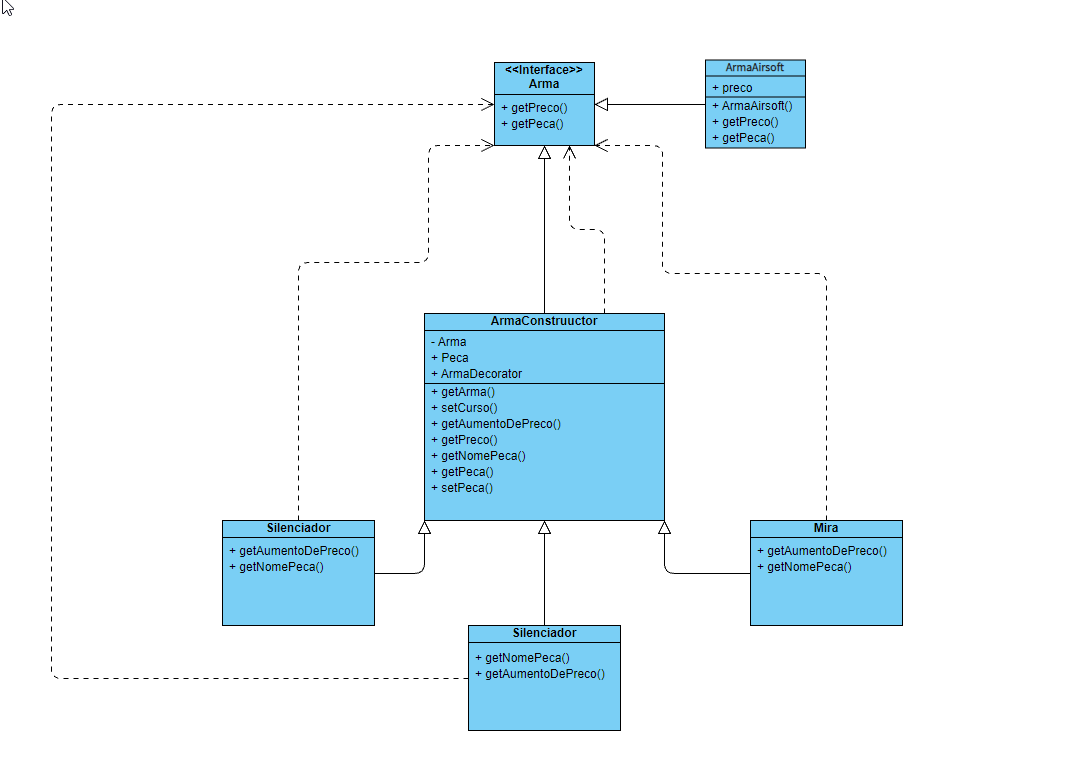 <<Interface>>
Arma
+ getPreco()
+ getPeca()
ArmaAirsoft
+ preco
+ ArmaAirsoft()
+ getPreco()
+ getPeca()
ArmaConstruuctor
- Arma
+ Peca
+ ArmaDecorator
+ getArma()
+ setCurso()
+ getAumentoDePreco()
+ getPreco()
+ getNomePeca()
+ getPeca()
+ setPeca()
Silenciador
+ getAumentoDePreco()
+ getNomePeca()
Mira
+ getAumentoDePreco()
+ getNomePeca()
Silenciador
+ getNomePeca()
+ getAumentoDePreco()